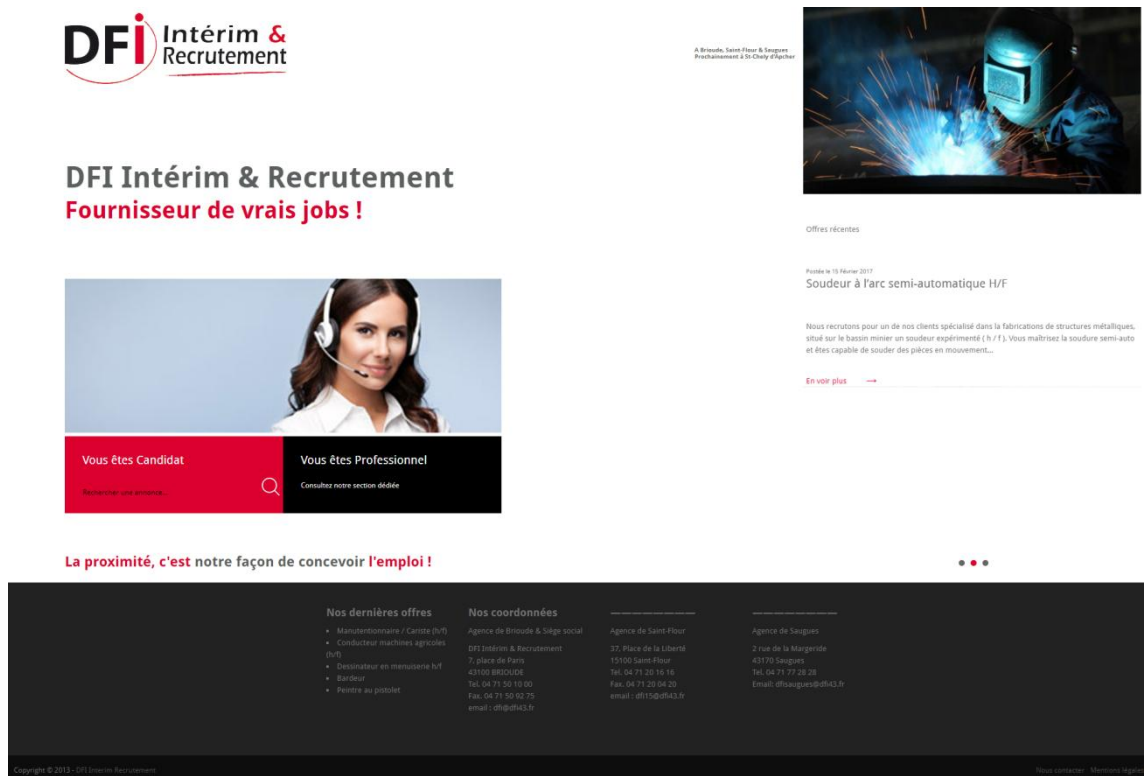 DFi Intérim &
Recrutement
A Brioude, Saint-Flour & Saugues
Prochainement à St-Chely d'Apcher
DFI Intérim & Recrutement
Fournisseur de vrais jobs !
Offres récentes
Postée le 15 Février 2017
Soudeur à l'arc semi-automatique H/F
Nous recrutons pour un de nos clients spécialisé dans la fabrications de structures métalliques,
situé sur le bassin minier un soudeur expérimenté ( h / f ). Vous maîtrisez la soudure semi-auto
et êtes capable de souder des pièces en mouvement...
En voir plus
Vous êtes Candidat
Rechercher une annonce...
Vous êtes Professionnel
Consultez notre section dédiée
La proximité, c'est notre façon de concevoir l'emploi !
Nos dernières offres
Manutentionnaire / Cariste (h/f)
Conducteur machines agricoles
(h/f)
Dessinateur en menuiserie h/f
Bardeur
Peintre au pistolet
Nos coordonnées
Agence de Brioude & Siège social
DFI Intérim & Recrutement
7, place de Paris
43100 BRIOUDE
Tel. 04 71 50 10 00
Fax. 04 71 50 92 75
email : dfi@dfi43.fr
————————
Agence de Saint-Flour
37, Place de la Liberté
15100 Saint-Flour
Tel. 04 71 20 16 16
Fax. 04 71 20 04 20
email : dfi15@dfi43.fr
————————
Agence de Saugues
2 rue de la Margeride
43170 Saugues
Tel. 04 71 77 28 28
Email: dfisaugues@dfi43.fr
Copyright © 2013 - DFI Interim Recrutement
Nous contacter Mentions légales